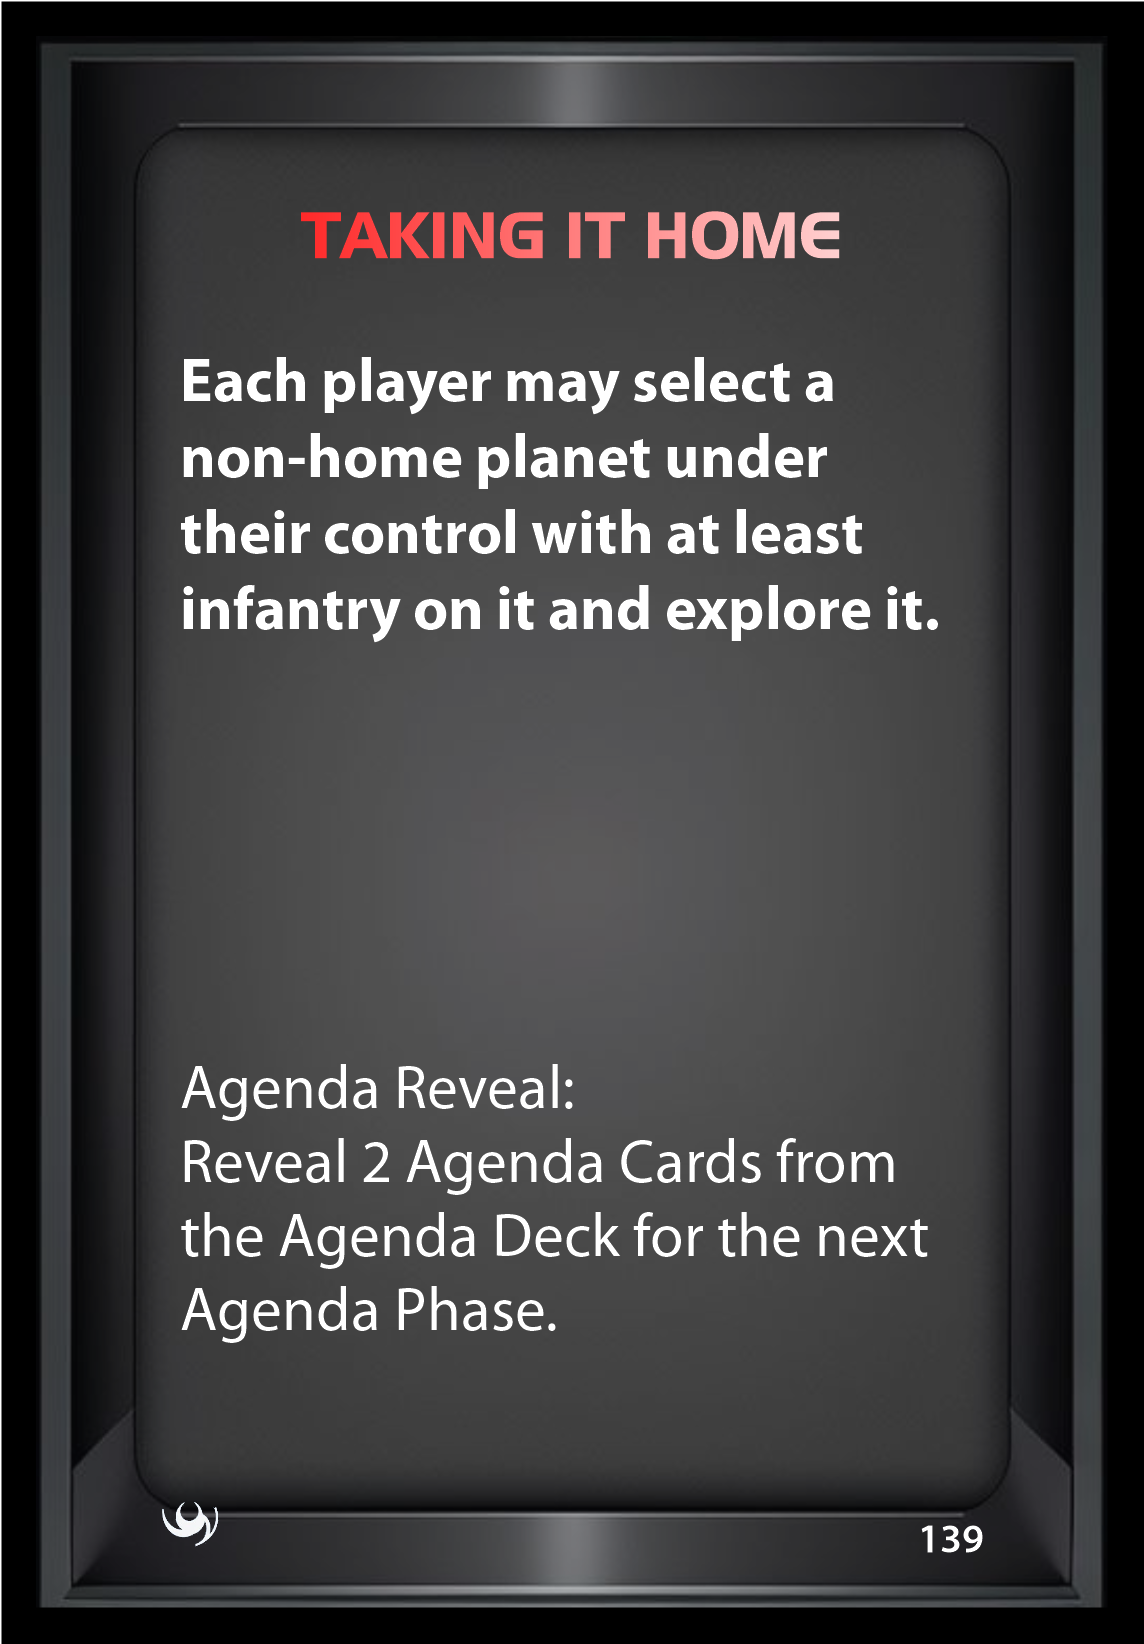 TAKING IT HOME
Each player may select a
non-home planet under
their control with at least
infantry on it and explore it.
Agenda Reveal:
Reveal 2 Agenda Cards from
the Agenda Deck for the next
Agenda Phase.
139